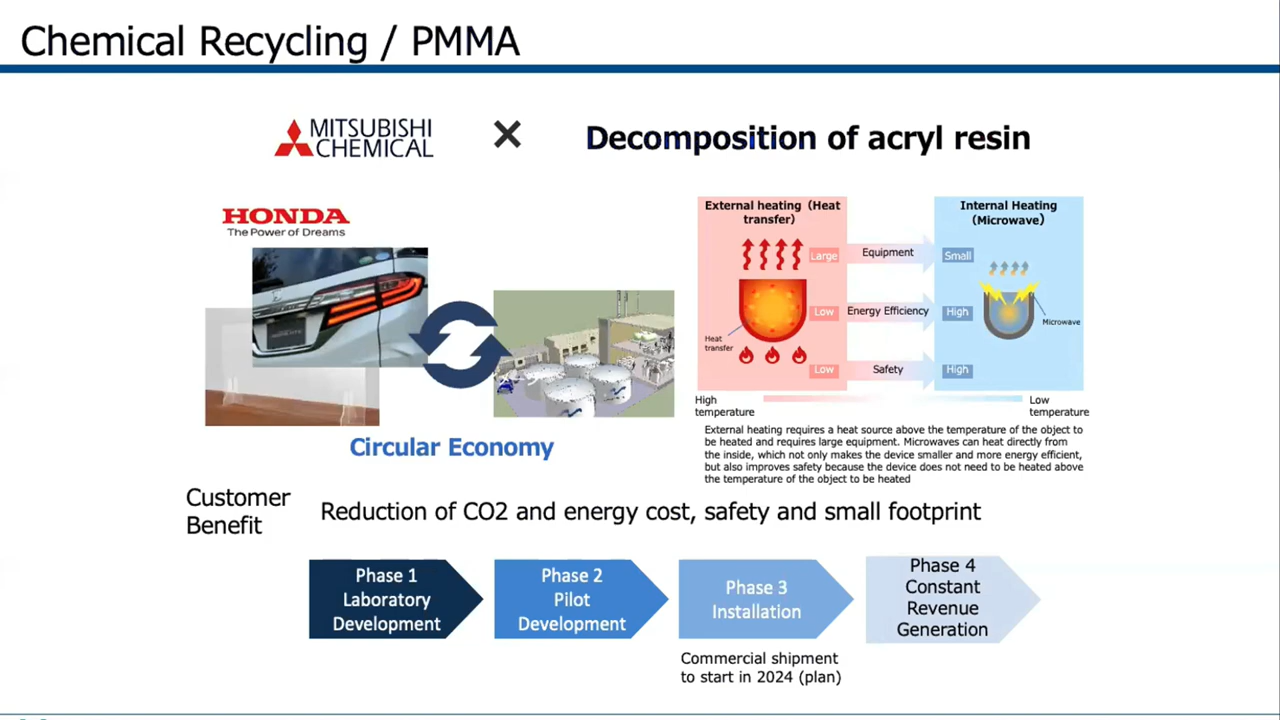 Chemical Recycling / PMMA
MITSUBISHI
CHEMICAL
×
Decomposition of acryl resin
HONDA
The Power of Dreams
Circular Economy
External heating (Heat
transfer)
Internal Heating
(Microwave)
Large
Equipment
Small
Low
Energy Efficiency
High
Heat
transfer
Microwave
Low
Safety
High
High
temperature
Low
temperature
External heating requires a heat source above the temperature of the object to
be heated and requires large equipment. Microwaves can heat directly from
the inside, which not only makes the device smaller and more energy efficient,
but also improves safety because the device does not need to be heated above
the temperature of the object to be heated
Customer
Benefit
Reduction of CO2 and energy cost, safety and small footprint
Phase 1
Laboratory
Development
Phase 2
Pilot
Development
Phase 3
Installation
Phase 4
Constant
Revenue
Generation
Commercial shipment
to start in 2024 (plan)